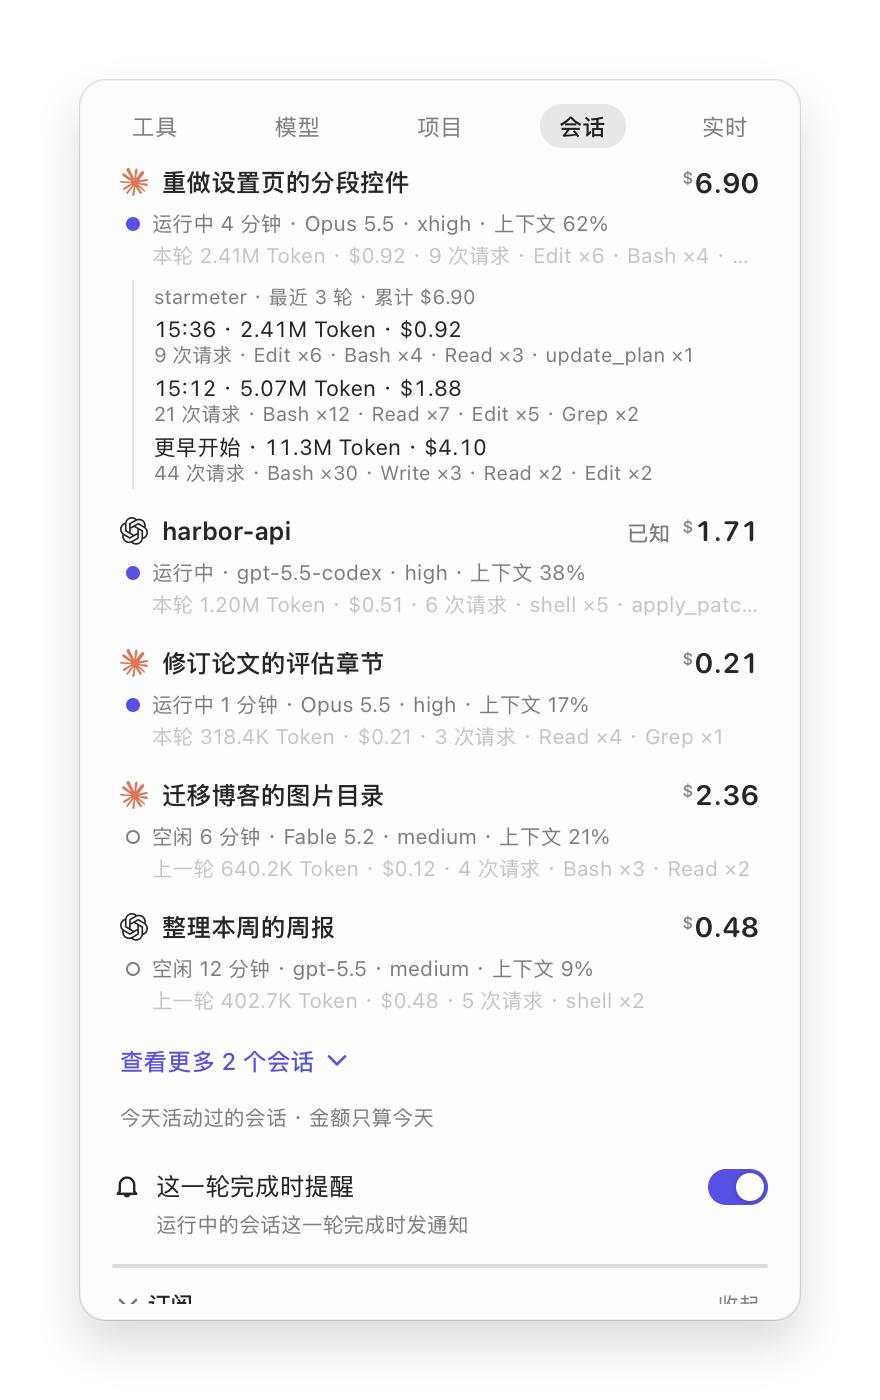 工具 模型 项目 会话 实时
重做设置页的分段控件 $6.90
运行中 4 分钟 · Opus 5.5 · xhigh · 上下文 62%
本轮 2.41M Token · $0.92 · 9 次请求 · Edit ×6 · Bash ×4 · ...
starmeter · 最近 3 轮 · 累计 $6.90
15:36 · 2.41M Token · $0.92
9 次请求 · Edit ×6 · Bash ×4 · Read ×3 · update_plan ×1
15:12 · 5.07M Token · $1.88
21 次请求 · Bash ×12 · Read ×7 · Edit ×5 · Grep ×2
更早开始 · 11.3M Token · $4.10
44 次请求 · Bash ×30 · Write ×3 · Read ×2 · Edit ×2
harbor-api 已知 $1.71
运行中 · gpt-5.5-codex · high · 上下文 38%
本轮 1.20M Token · $0.51 · 6 次请求 · shell ×5 · apply_patc...
修订论文的评估章节 $0.21
运行中 1 分钟 · Opus 5.5 · high · 上下文 17%
本轮 318.4K Token · $0.21 · 3 次请求 · Read ×4 · Grep ×1
迁移博客的图片目录 $2.36
空闲 6 分钟 · Fable 5.2 · medium · 上下文 21%
上一轮 640.2K Token · $0.12 · 4 次请求 · Bash ×3 · Read ×2
整理本周的周报 $0.48
空闲 12 分钟 · gpt-5.5 · medium · 上下文 9%
上一轮 402.7K Token · $0.48 · 5 次请求 · shell ×2
查看更多 2 个会话
今天活动过的会话 · 金额只算今天
这一轮完成时提醒
运行中的会话这一轮完成时发通知
订阅 收起